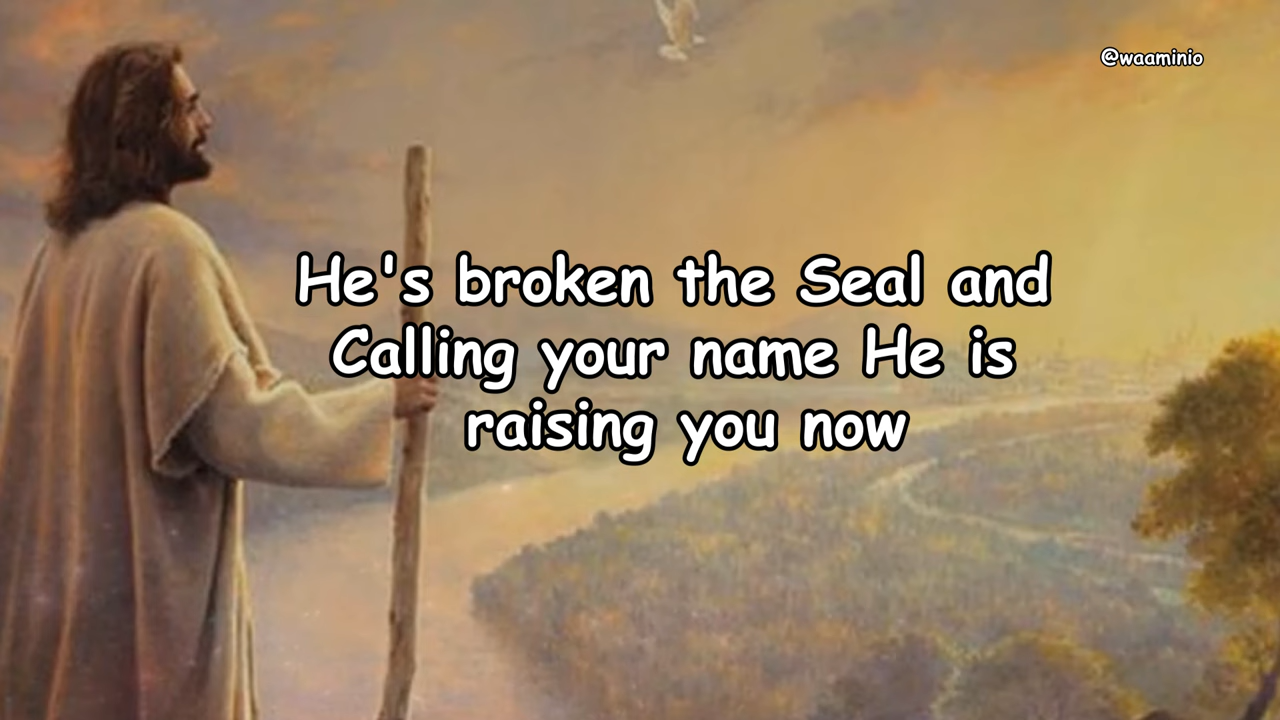 @waaminio
He's broken the Seal and
Calling your name He is
raising you now